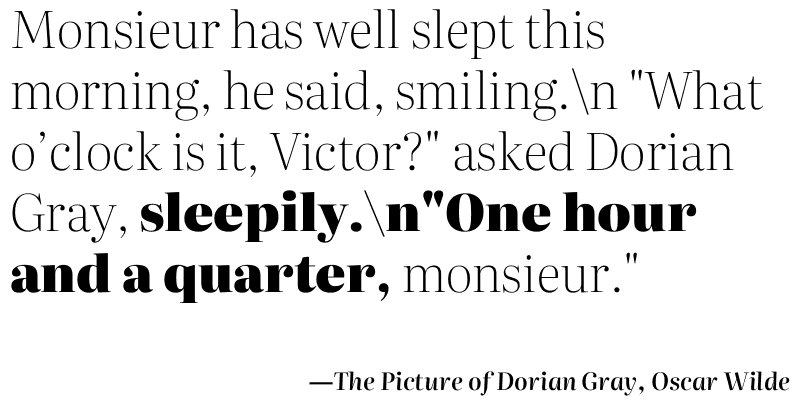 Monsieur has well slept this
morning, he said, smiling.\n "What
o’clock is it, Victor?" asked Dorian
Gray, sleepily.\n"One hour
and a quarter, monsieur."
—The Picture of Dorian Gray, Oscar Wilde